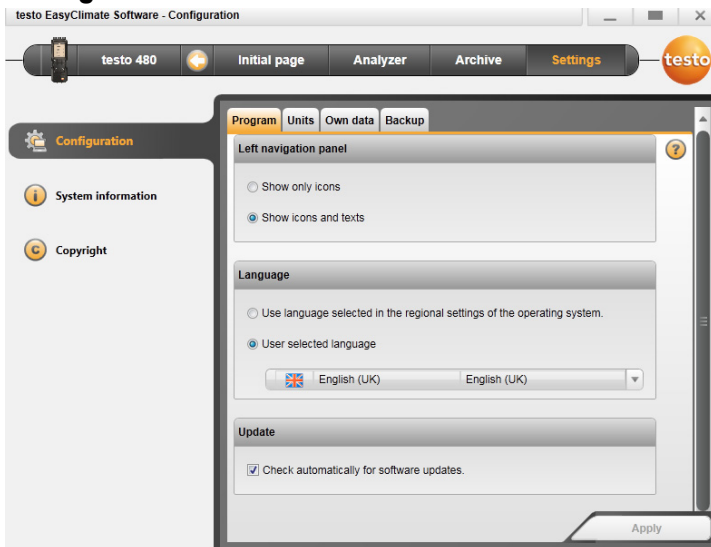 testo EasyClimate Software - Configuration
testo 480 Initial page Analyzer Archive Settings testo
Program Units Own data Backup
Configuration
Left navigation panel
?
Show only icons
i System information
Show icons and texts
C Copyright
Language
Use language selected in the regional settings of the operating system.
User selected language
English (UK) English (UK)
Update
Check automatically for software updates.
Apply